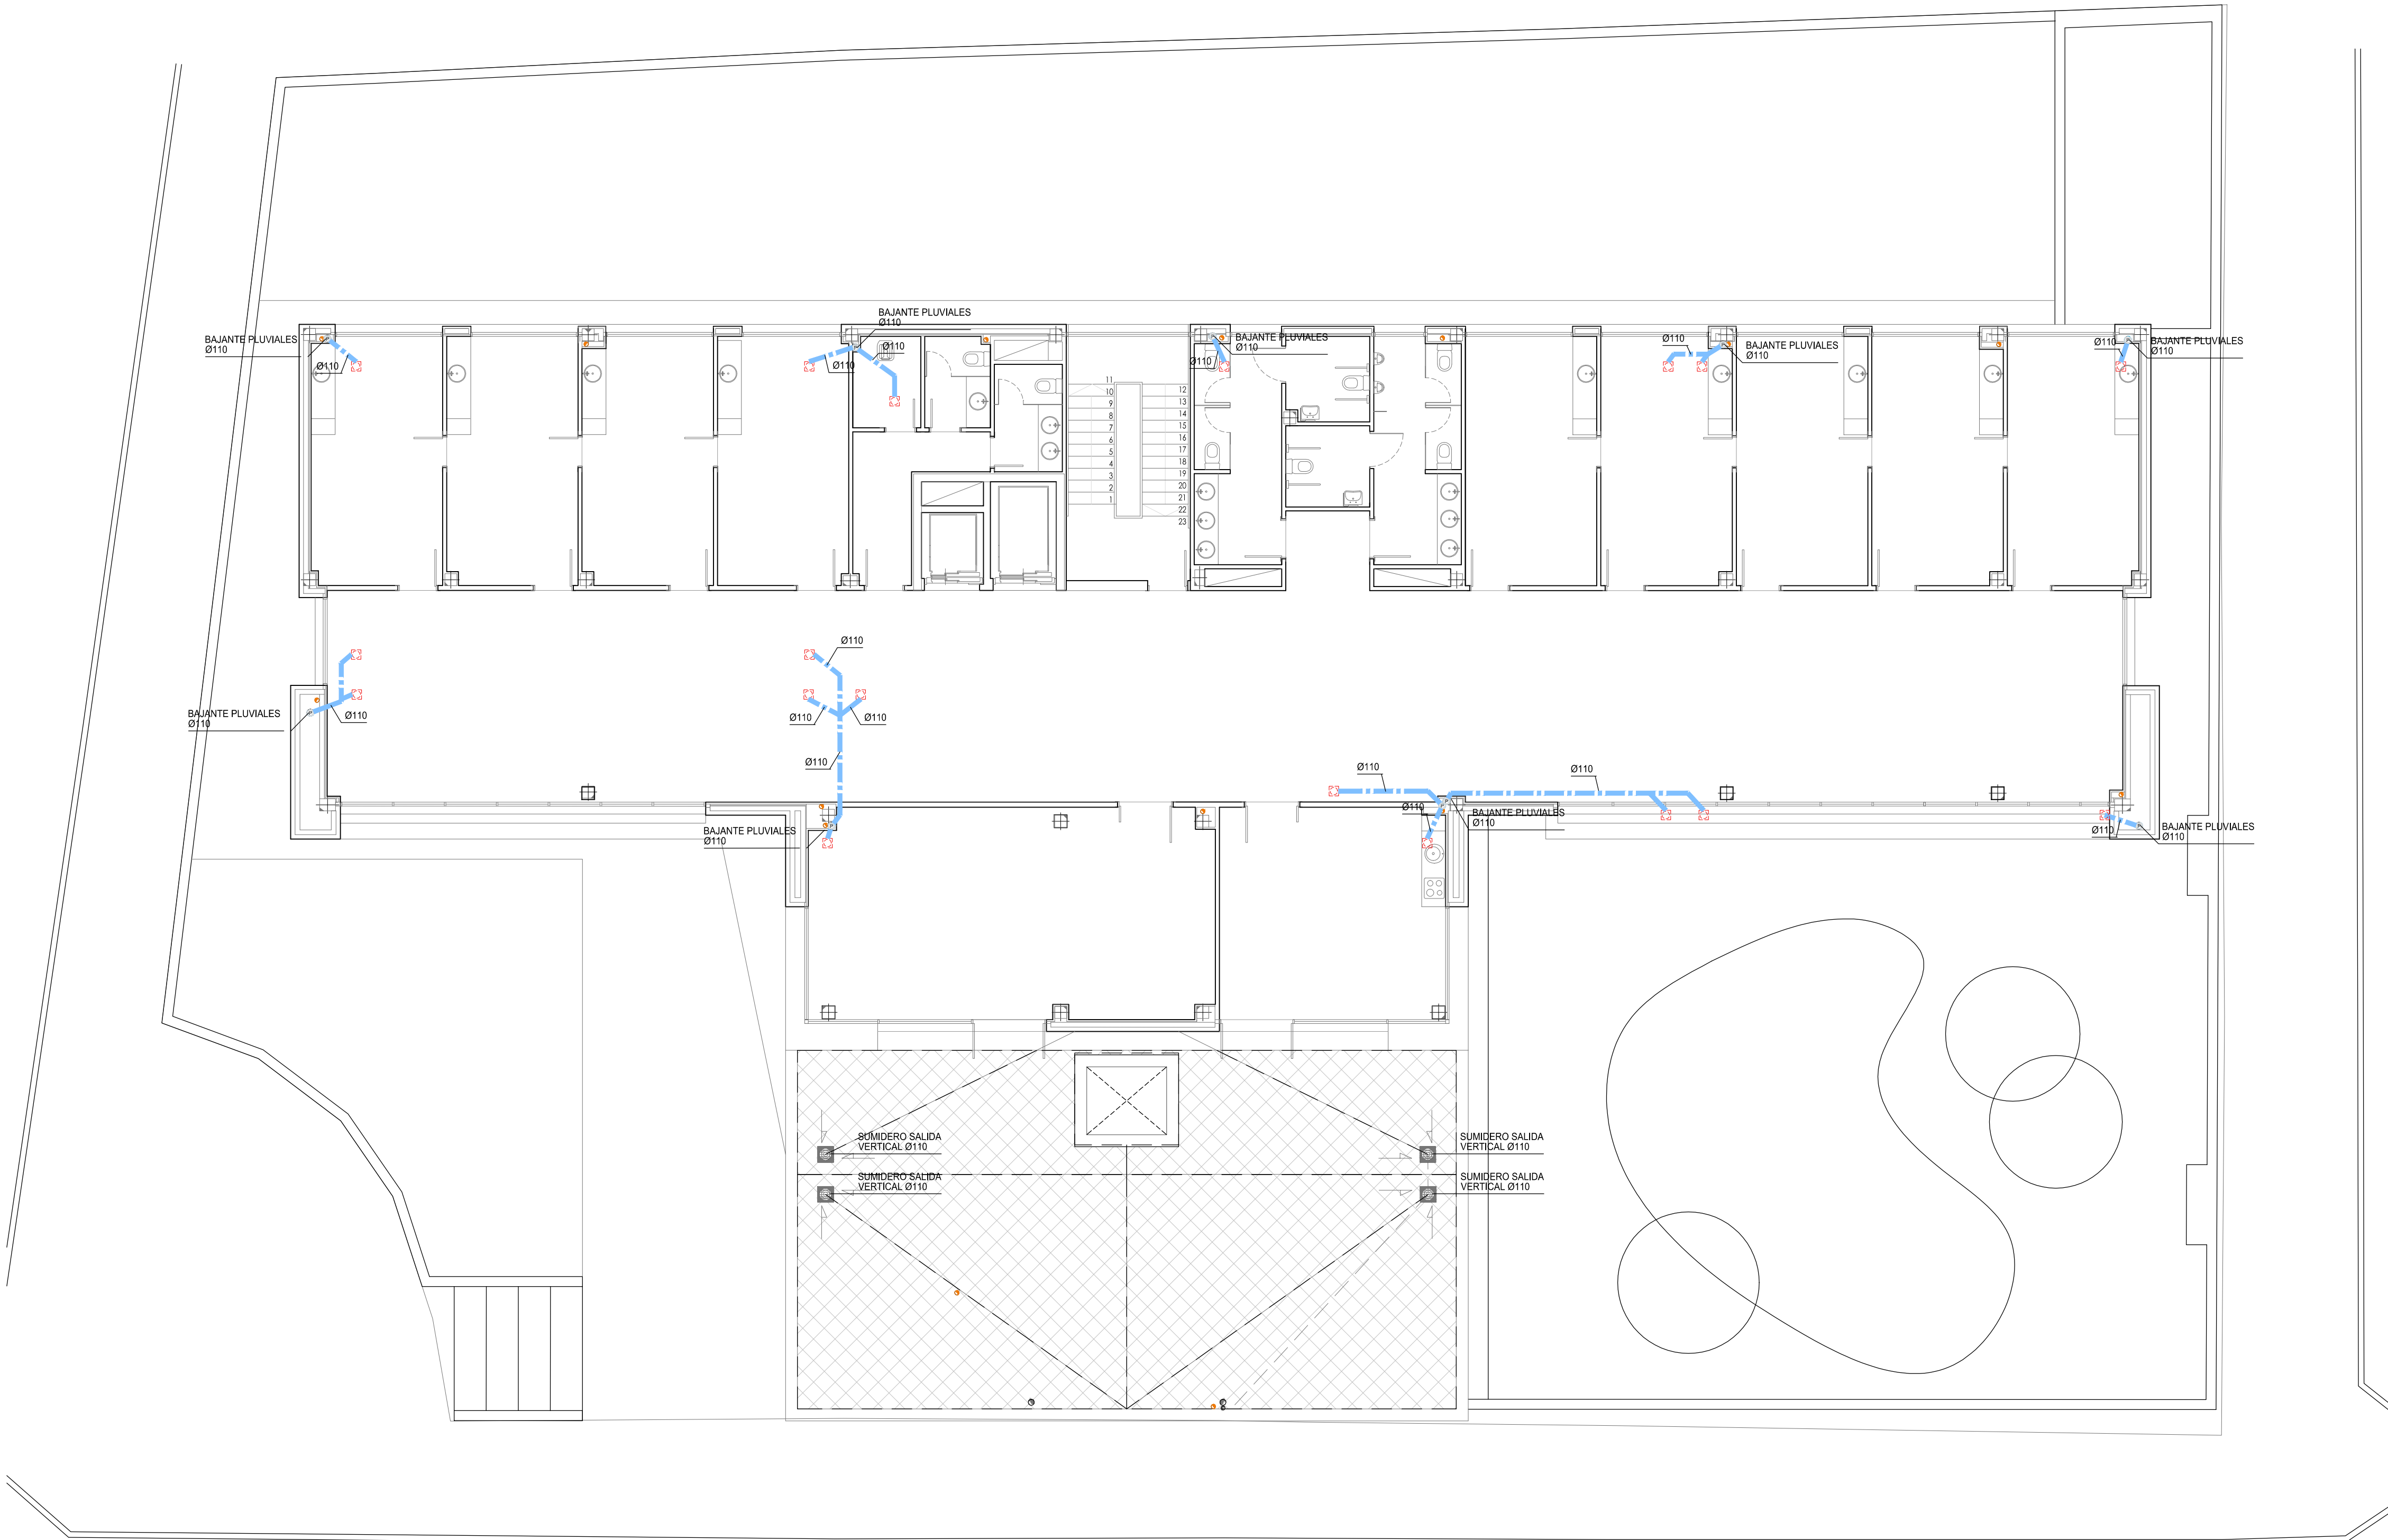 BAJANTE PLUVIALES
Ø110
BAJANTE PLUVIALES
Ø110
Ø110
Ø110
Ø110
BAJANTE PLUVIALES
Ø110
Ø110
Ø110
BAJANTE PLUVIALES
Ø110
Ø110
BAJANTE PLUVIALES
Ø110
Ø110
11
10
9
8
7
6
5
4
3
2
1
12
13
14
15
16
17
18
19
20
21
22
23
BAJANTE PLUVIALES
Ø110
Ø110
Ø110
Ø110
Ø110
Ø110
BAJANTE PLUVIALES
Ø110
Ø110
Ø110
Ø110
BAJANTE PLUVIALES
Ø110
Ø110
BAJANTE PLUVIALES
Ø110
SUMIDERO SALIDA
VERTICAL Ø110
SUMIDERO SALIDA
VERTICAL Ø110
SUMIDERO SALIDA
VERTICAL Ø110
SUMIDERO SALIDA
VERTICAL Ø110